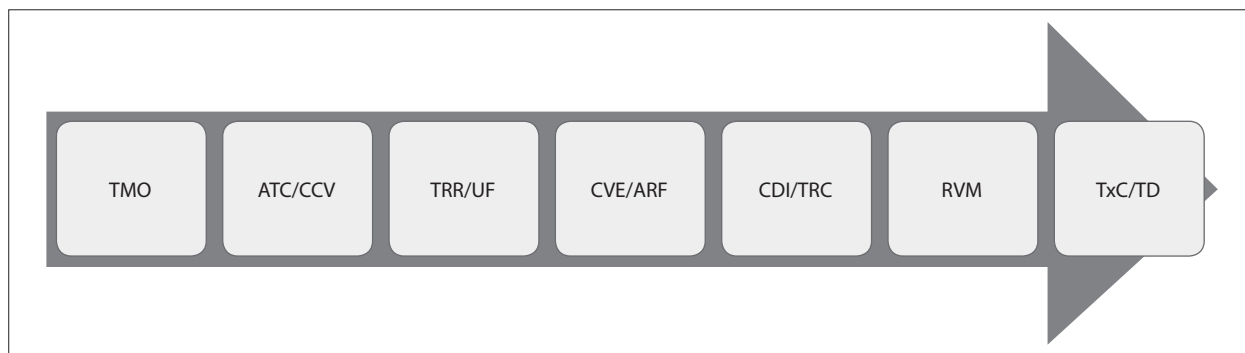 TMO
ATC/CCV
TRR/UF
CVE/ARF
CDI/TRC
RVM
TxC/TD